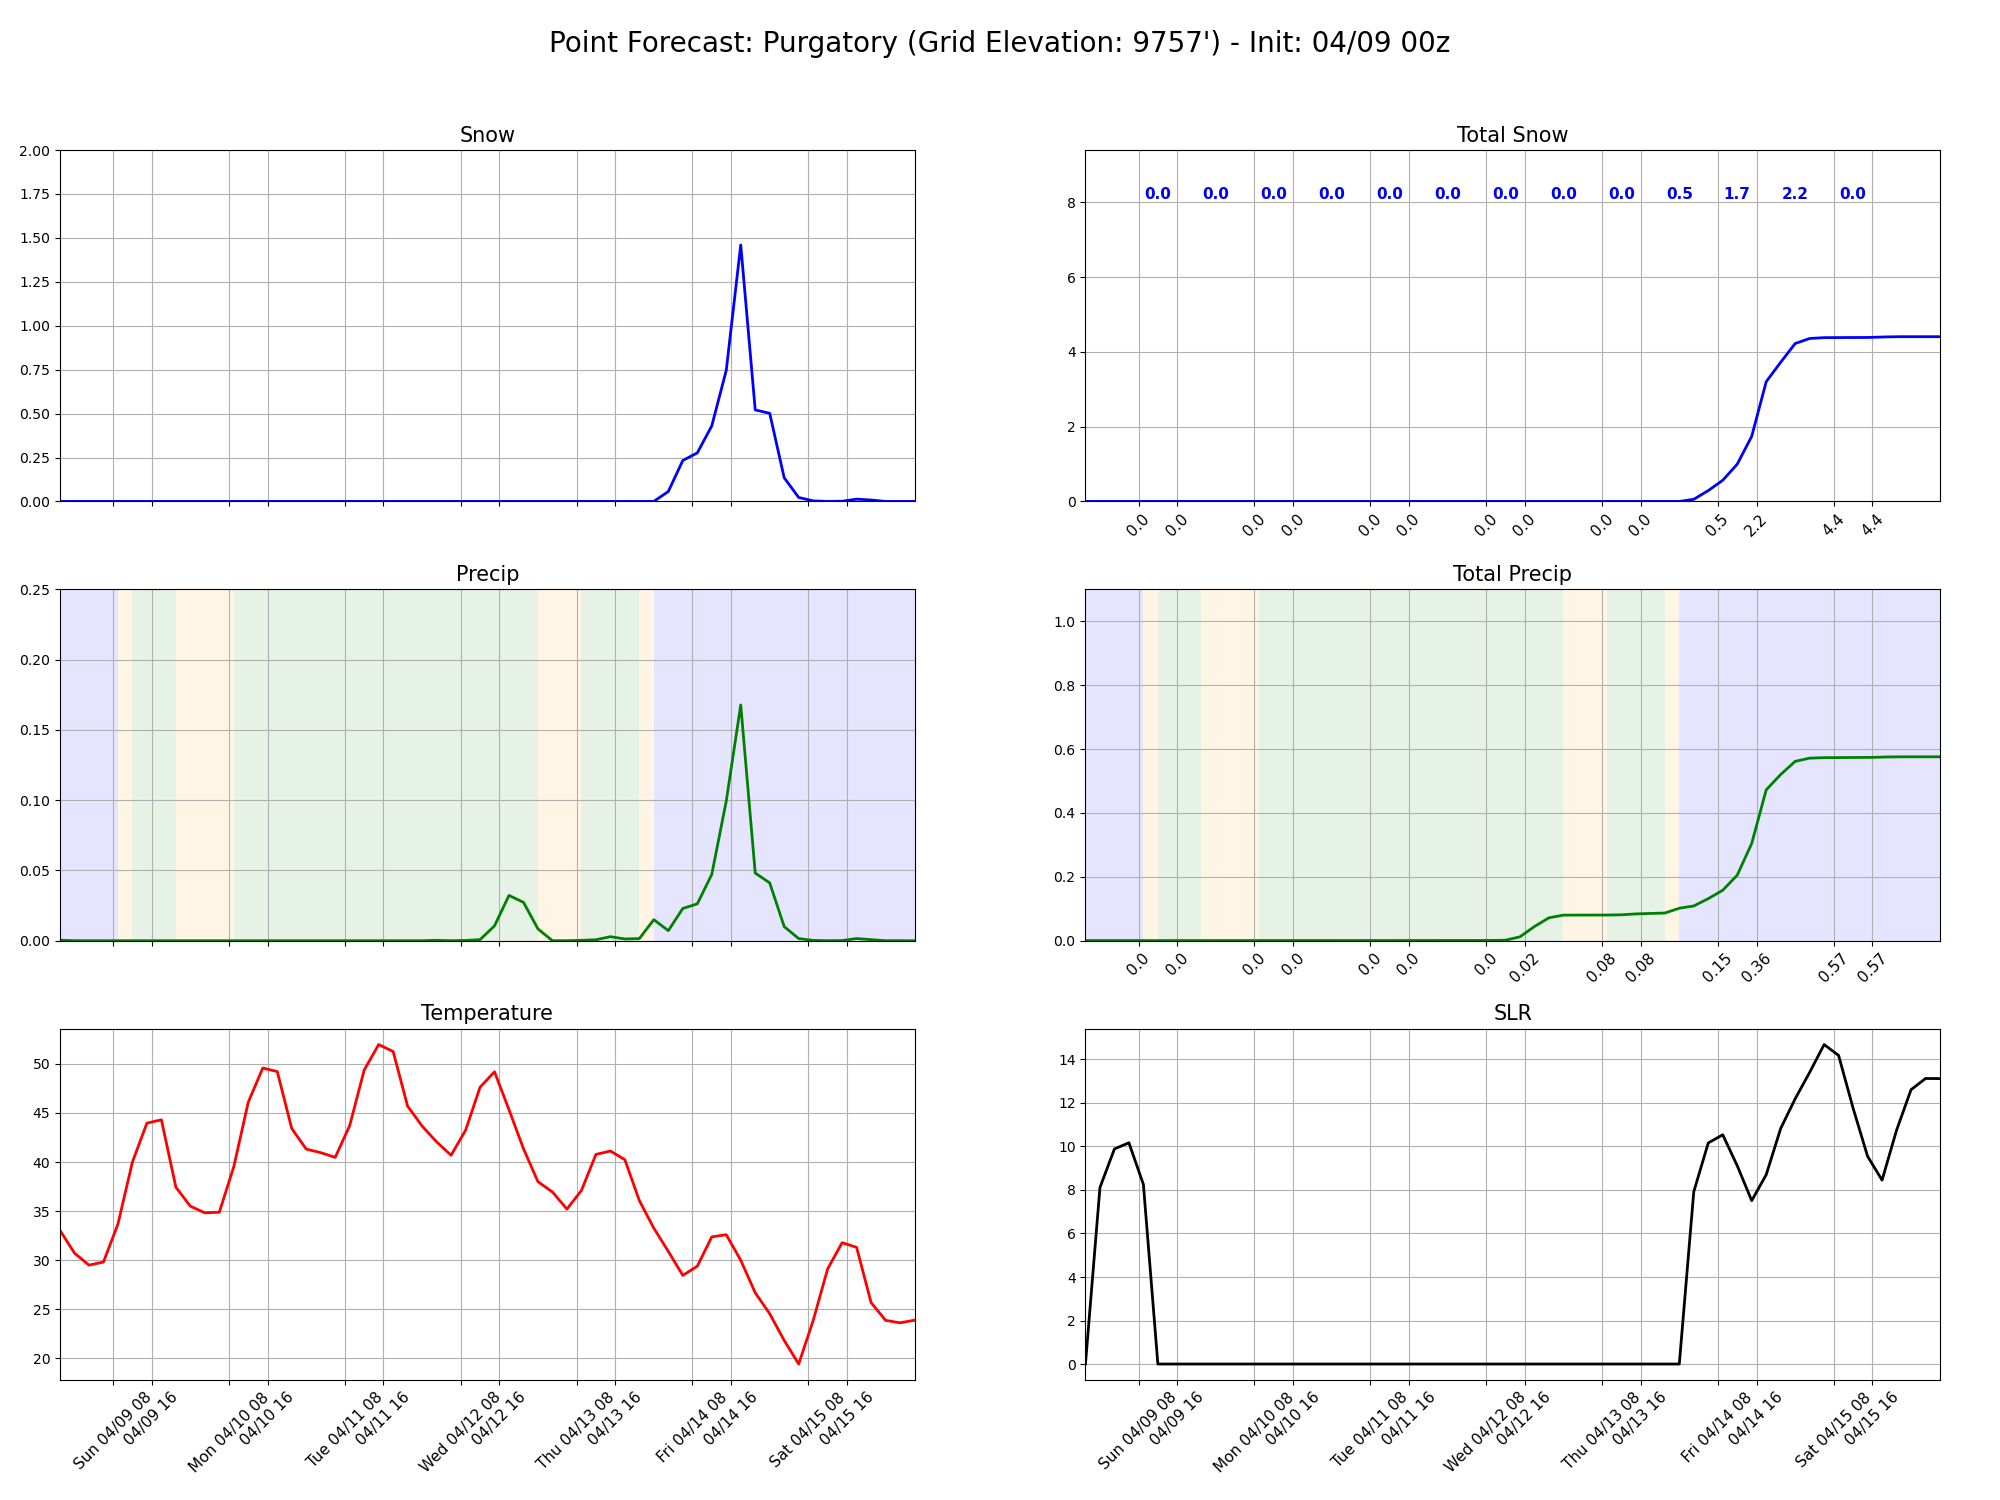 Point Forecast: Purgatory (Grid Elevation: 9757') - Init: 04/09 00z
Snow
2.00
1.75
1.50
1.25
1.00
0.75
0.50
0.25
0.00
Total Snow
0.0 0.0 0.0 0.0 0.0 0.0 0.0 0.0 0.0 0.5 1.7 2.2 0.0
8
6
4
2
0
0.0 0.0 0.0 0.0 0.0 0.0 0.0 0.0 0.0 0.0 0.5 2.2 4.4 4.4
Precip
0.25
0.20
0.15
0.10
0.05
0.00
Total Precip
1.0
0.8
0.6
0.4
0.2
0.0
0.0 0.0 0.0 0.0 0.0 0.0 0.0 0.02 0.08 0.08 0.15 0.36 0.57 0.57
Temperature
50
45
40
35
30
25
20
Sun 04/09 08
04/09 16
Mon 04/10 08
04/10 16
Tue 04/11 08
04/11 16
Wed 04/12 08
04/12 16
Thu 04/13 08
04/13 16
Fri 04/14 08
04/14 16
Sat 04/15 08
04/15 16
SLR
14
12
10
8
6
4
2
0
Sun 04/09 08
04/09 16
Mon 04/10 08
04/10 16
Tue 04/11 08
04/11 16
Wed 04/12 08
04/12 16
Thu 04/13 08
04/13 16
Fri 04/14 08
04/14 16
Sat 04/15 08
04/15 16